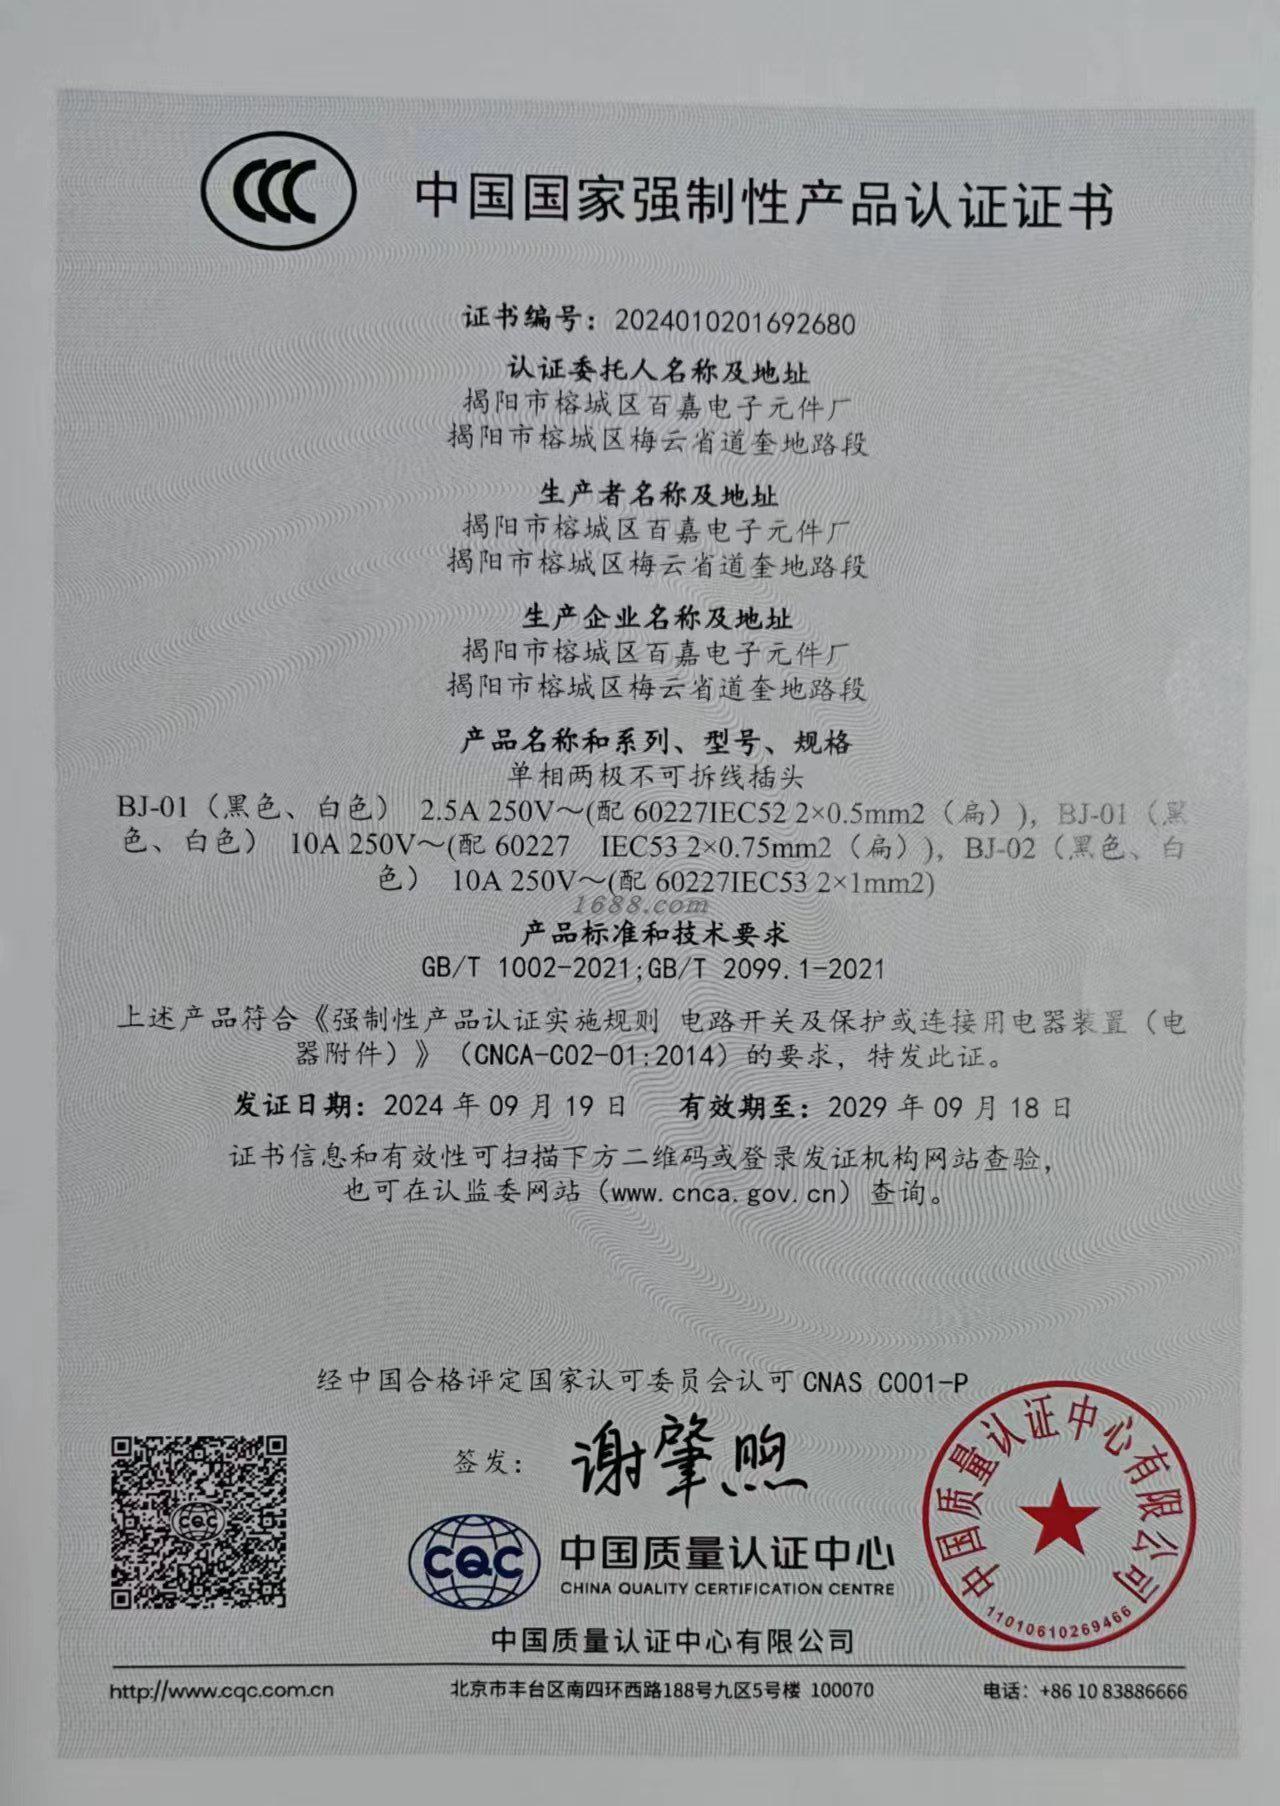 CCC 中国国家强制性产品认证证书
证书编号：2024010201692680
认证委托人名称及地址
揭阳市榕城区百嘉电子元件厂
揭阳市榕城区梅云省道奎地路段
生产者名称及地址
揭阳市榕城区百嘉电子元件厂
揭阳市榕城区梅云省道奎地路段
生产企业名称及地址
揭阳市榕城区百嘉电子元件厂
揭阳市榕城区梅云省道奎地路段
产品名称和系列、型号、规格
单相两极不可拆线插头
BJ-01（黑色、白色） 2.5A 250V～(配 60227IEC52 2×0.5mm2（扁）)，BJ-01（黑
色、白色） 10A 250V～(配 60227 IEC53 2×0.75mm2（扁）)，BJ-02（黑色、白
色） 10A 250V～(配 60227IEC53 2×1mm2)
1688.com
产品标准和技术要求
GB/T 1002-2021;GB/T 2099.1-2021
上述产品符合《强制性产品认证实施规则 电路开关及保护或连接用电器装置（电
器附件）》（CNCA-C02-01:2014）的要求，特发此证。
发证日期：2024 年 09 月 19 日 有效期至：2029 年 09 月 18 日
证书信息和有效性可扫描下方二维码或登录发证机构网站查验，
也可在认监委网站（www.cnca.gov.cn）查询。
经中国合格评定国家认可委员会认可 CNAS C001-P
签发： 谢肇煦
CQC
CQC 中国质量认证中心
CHINA QUALITY CERTIFICATION CENTRE
中国质量认证中心有限公司
中国质量认证中心有限公司
11010610269466
http://www.cqc.com.cn 北京市丰台区南四环西路188号九区5号楼 100070 电话：+86 10 83886666